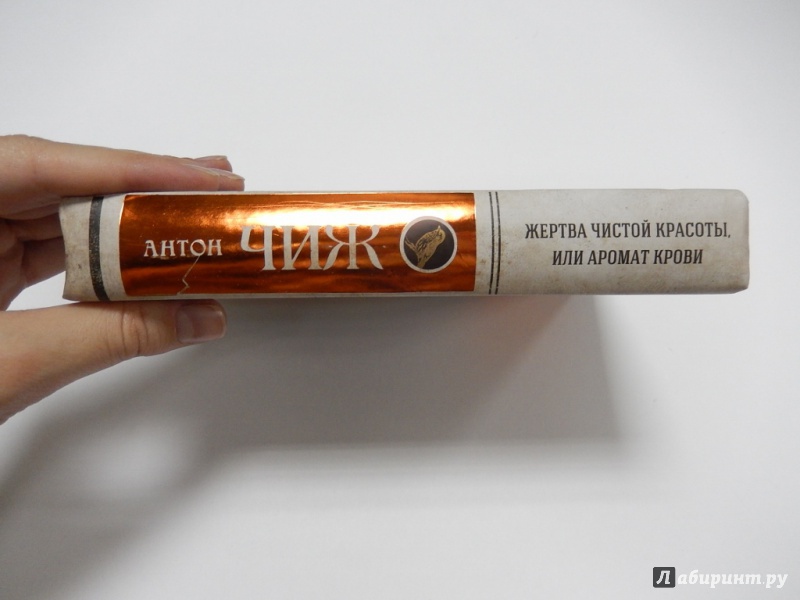 АНТОН ЧИЖ
ЖЕРТВА ЧИСТОЙ КРАСОТЫ,
ИЛИ АРОМАТ КРОВИ
Лабиринт.ру